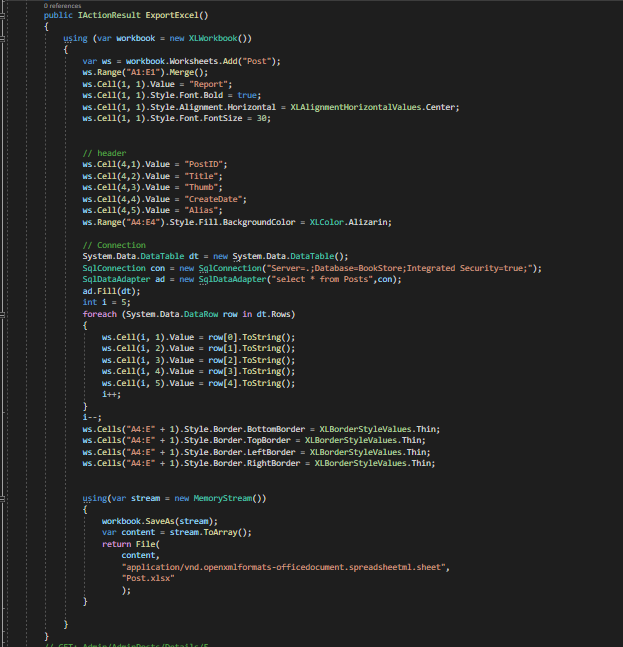 0 references
public IActionResult ExportExcel()
{
using (var workbook = new XLWorkbook())
{
var ws = workbook.Worksheets.Add("Post");
ws.Range("A1:E1").Merge();
ws.Cell(1, 1).Value = "Report";
ws.Cell(1, 1).Style.Font.Bold = true;
ws.Cell(1, 1).Style.Alignment.Horizontal = XLAlignmentHorizontalValues.Center;
ws.Cell(1, 1).Style.Font.FontSize = 30;
// header
ws.Cell(4,1).Value = "PostID";
ws.Cell(4,2).Value = "Title";
ws.Cell(4,3).Value = "Thumb";
ws.Cell(4,4).Value = "CreateDate";
ws.Cell(4,5).Value = "Alias";
ws.Range("A4:E4").Style.Fill.BackgroundColor = XLColor.Alizarin;
// Connection
System.Data.DataTable dt = new System.Data.DataTable();
SqlConnection con = new SqlConnection("Server=.;Database=BookStore;Integrated Security=true;");
SqlDataAdapter ad = new SqlDataAdapter("select * from Posts",con);
ad.Fill(dt);
int i = 5;
foreach (System.Data.DataRow row in dt.Rows)
{
ws.Cell(i, 1).Value = row[0].ToString();
ws.Cell(i, 2).Value = row[1].ToString();
ws.Cell(i, 3).Value = row[2].ToString();
ws.Cell(i, 4).Value = row[3].ToString();
ws.Cell(i, 5).Value = row[4].ToString();
i++;
}
i--;
ws.Cells("A4:E" + 1).Style.Border.BottomBorder = XLBorderStyleValues.Thin;
ws.Cells("A4:E" + 1).Style.Border.TopBorder = XLBorderStyleValues.Thin;
ws.Cells("A4:E" + 1).Style.Border.LeftBorder = XLBorderStyleValues.Thin;
ws.Cells("A4:E" + 1).Style.Border.RightBorder = XLBorderStyleValues.Thin;
using(var stream = new MemoryStream())
{
workbook.SaveAs(stream);
var content = stream.ToArray();
return File(
content,
"application/vnd.openxmlformats-officedocument.spreadsheetml.sheet",
"Post.xlsx"
);
}
}
}
// GET: Admin/AdminPosts/Details/5